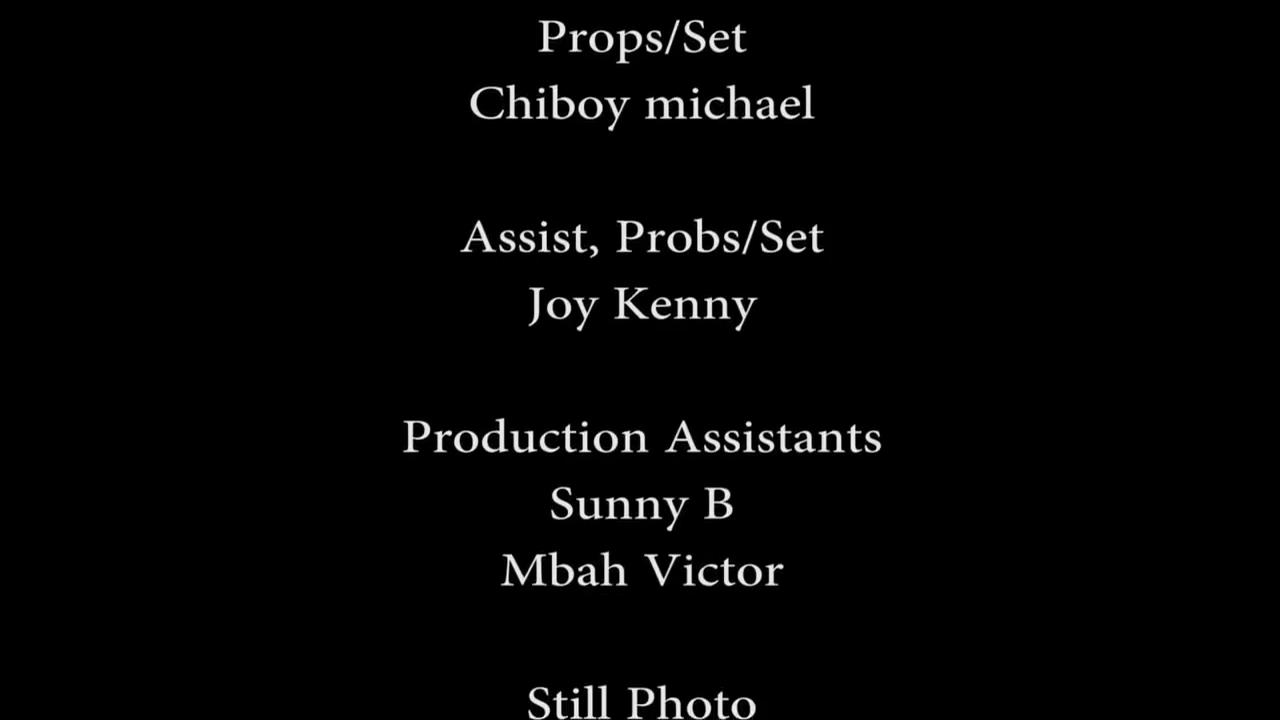 Props/Set
Chiboy michael
Assist, Probs/Set
Joy Kenny
Production Assistants
Sunny B
Mbah Victor
Still Photo